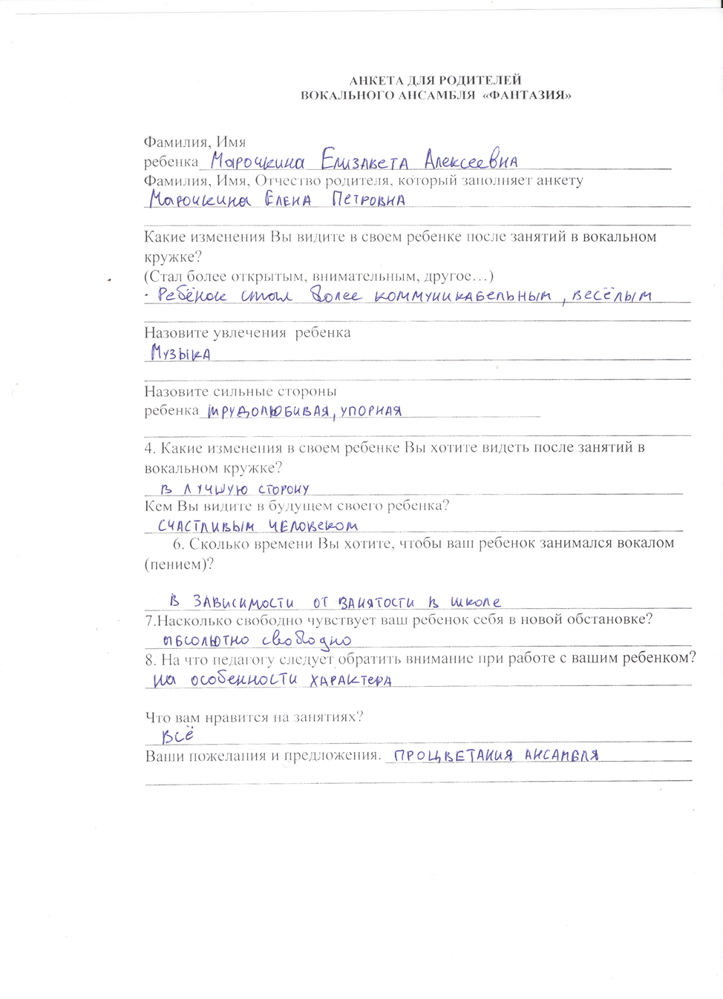 АНКЕТА ДЛЯ РОДИТЕЛЕЙ
ВОКАЛЬНОГО АНСАМБЛЯ «ФАНТАЗИЯ»
Фамилия, Имя
ребенка Марочкина Елизавета Алексеевна
Фамилия, Имя, Отчество родителя, который заполняет анкету
Марочкина Елена Петровна
Какие изменения Вы видите в своем ребенке после занятий в вокальном
кружке?
(Стал более открытым, внимательным, другое…)
· Ребёнок стал более коммуникабельным, весёлым
Назовите увлечения ребенка
Музыка
Назовите сильные стороны
ребенка трудолюбивая, упорная
4. Какие изменения в своем ребенке Вы хотите видеть после занятий в
вокальном кружке?
в лучшую сторону
Кем Вы видите в будущем своего ребенка?
счастливым человеком
6. Сколько времени Вы хотите, чтобы ваш ребенок занимался вокалом
(пением)?
в зависимости от занятости в школе
7.Насколько свободно чувствует ваш ребенок себя в новой обстановке?
абсолютно свободно
8. На что педагогу следует обратить внимание при работе с вашим ребенком?
на особенности характера
Что вам нравится на занятиях?
всё
Ваши пожелания и предложения. процветания ансамбля